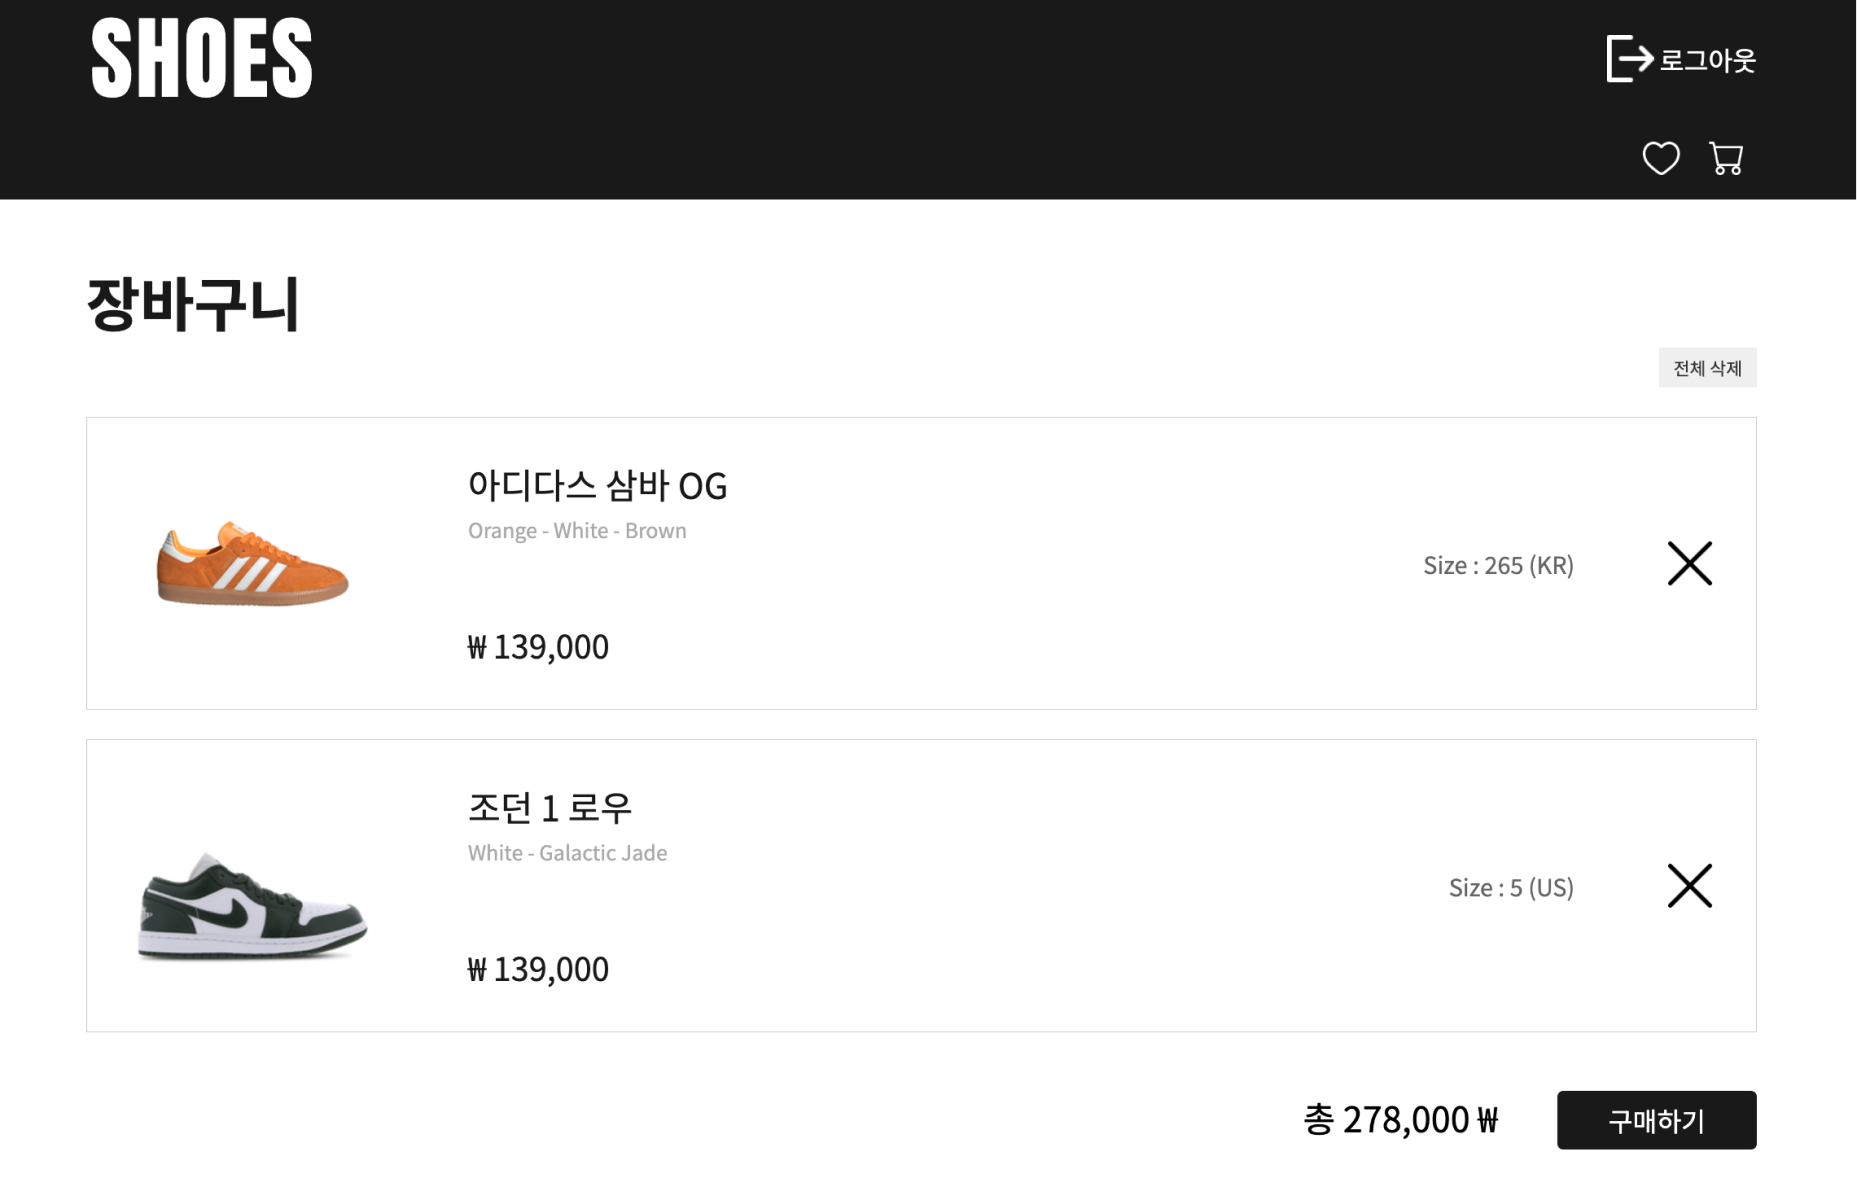 SHOES
로그아웃
장바구니
전체 삭제
아디다스 삼바 OG
Orange - White - Brown
Size : 265 (KR)
₩ 139,000
조던 1 로우
White - Galactic Jade
Size : 5 (US)
₩ 139,000
총 278,000 ₩
구매하기